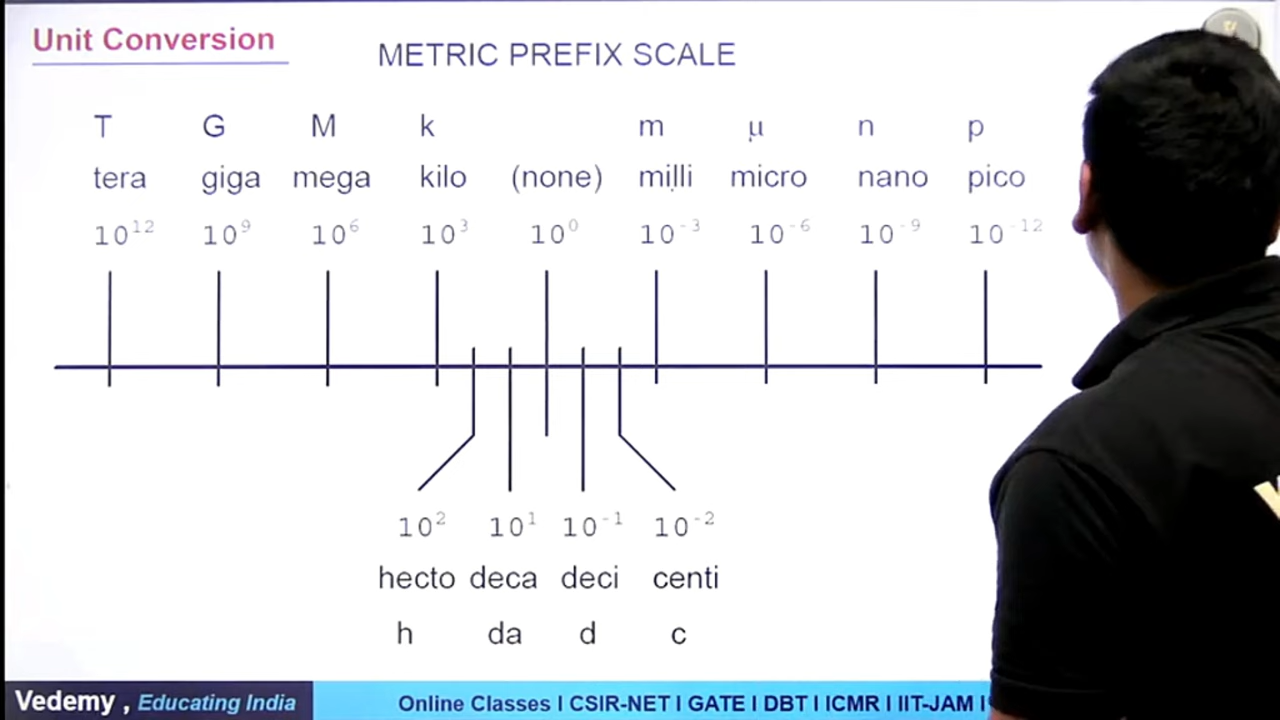 Unit Conversion
METRIC PREFIX SCALE
T G M k m μ n p
tera giga mega kilo (none) milli micro nano pico
10¹² 10⁹ 10⁶ 10³ 10⁰ 10⁻³ 10⁻⁶ 10⁻⁹ 10⁻¹²
10² 10¹ 10⁻¹ 10⁻²
hecto deca deci centi
h da d c
Vedemy , Educating India
Online Classes I CSIR-NET I GATE I DBT I ICMR I IIT-JAM I